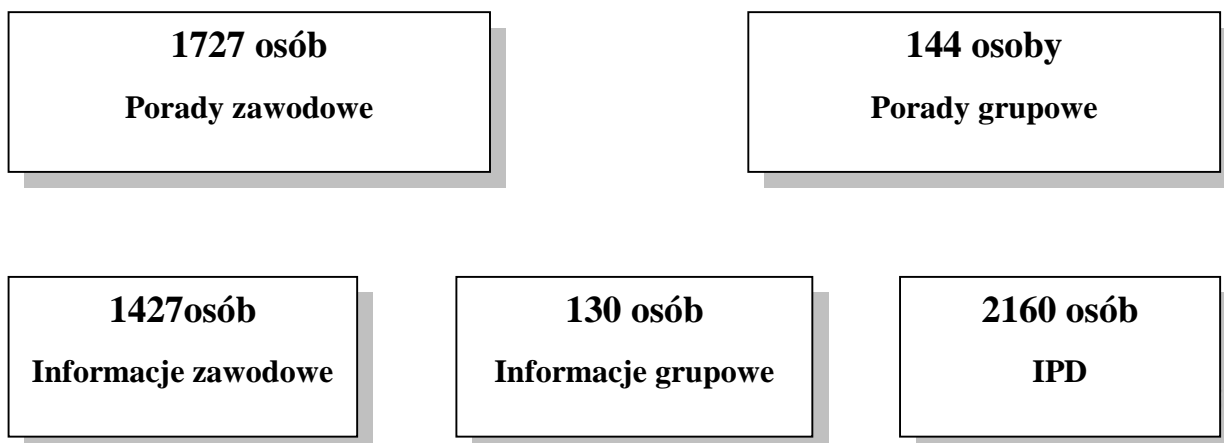 1727 osób
Porady zawodowe
144 osoby
Porady grupowe
1427osób
Informacje zawodowe
130 osób
Informacje grupowe
2160 osób
IPD